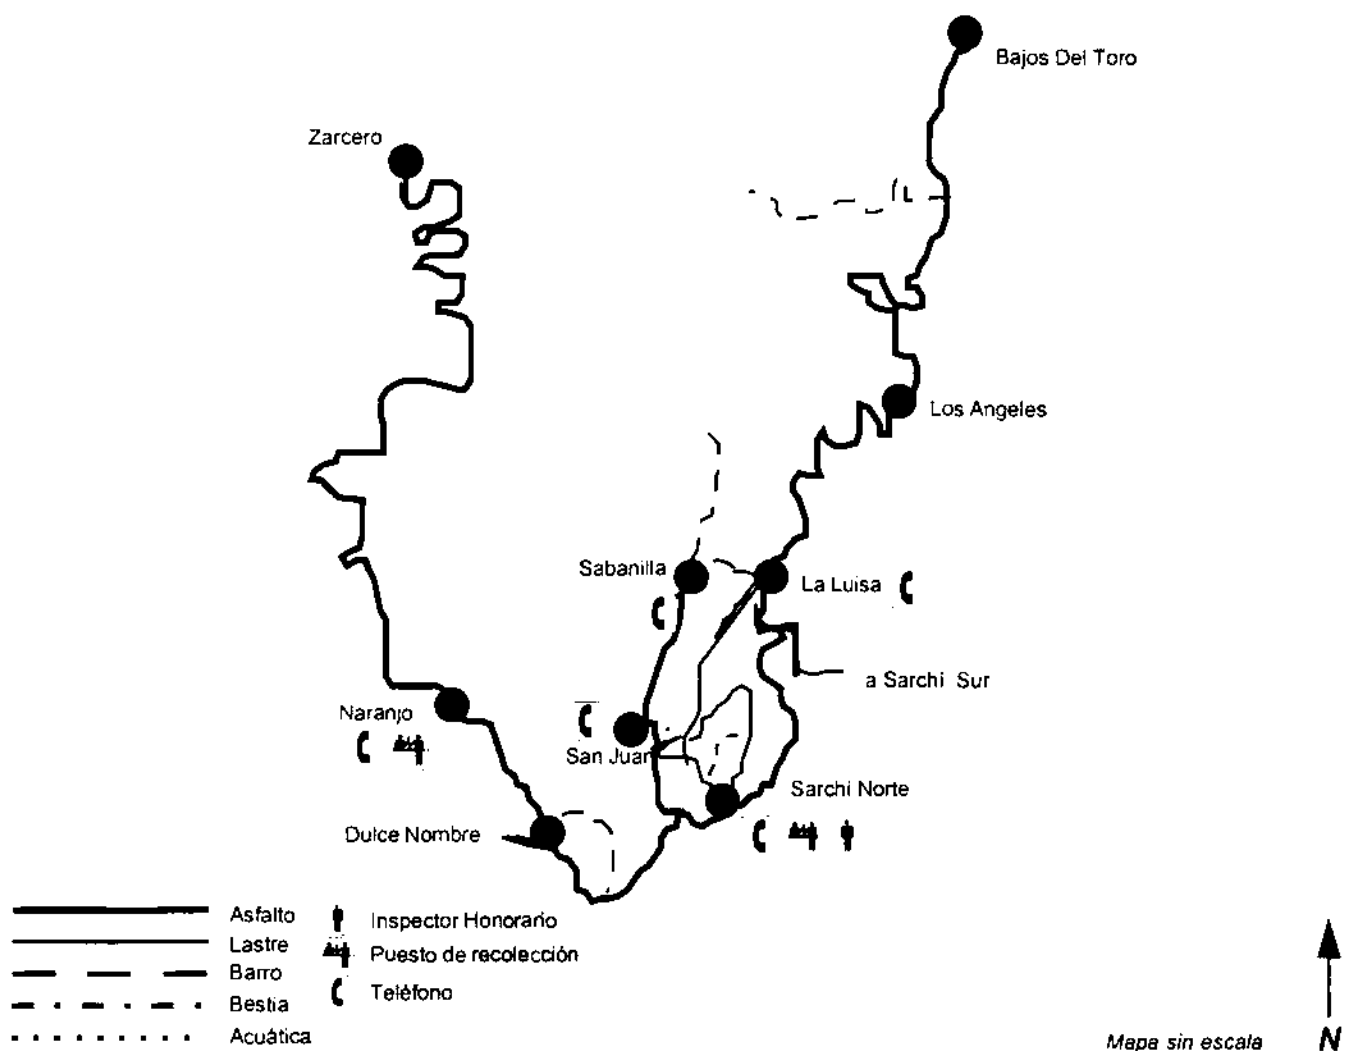 Bajos Del Toro
Zarcero
Los Angeles
Sabanilla
La Luisa
a Sarchi Sur
Naranjo
San Juan
Sarchi Norte
Dulce Nombre
Asfalto
Inspector Honorario
Lastre
Puesto de recolección
Barro
Teléfono
Bestia
Acuática
Mapa sin escala
N